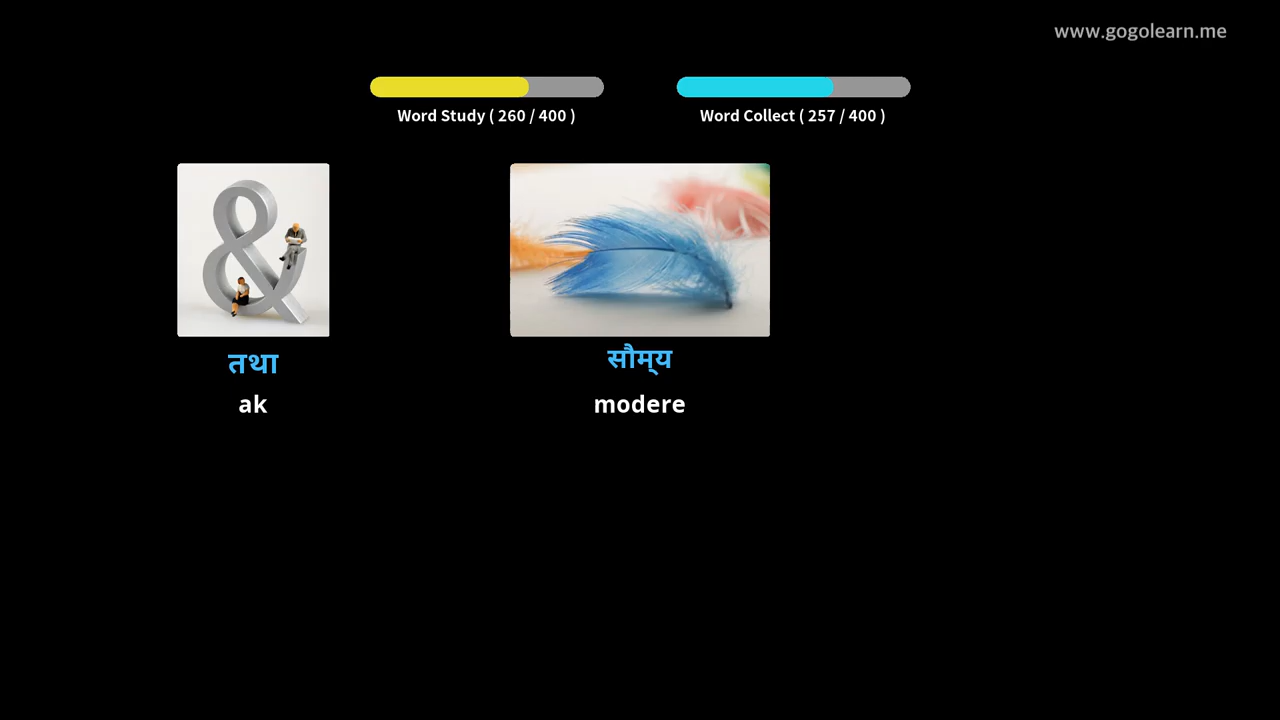 www.gogolearn.me
Word Study ( 260 / 400 )
Word Collect ( 257 / 400 )
&
तथा
सौम्य
ak
modere